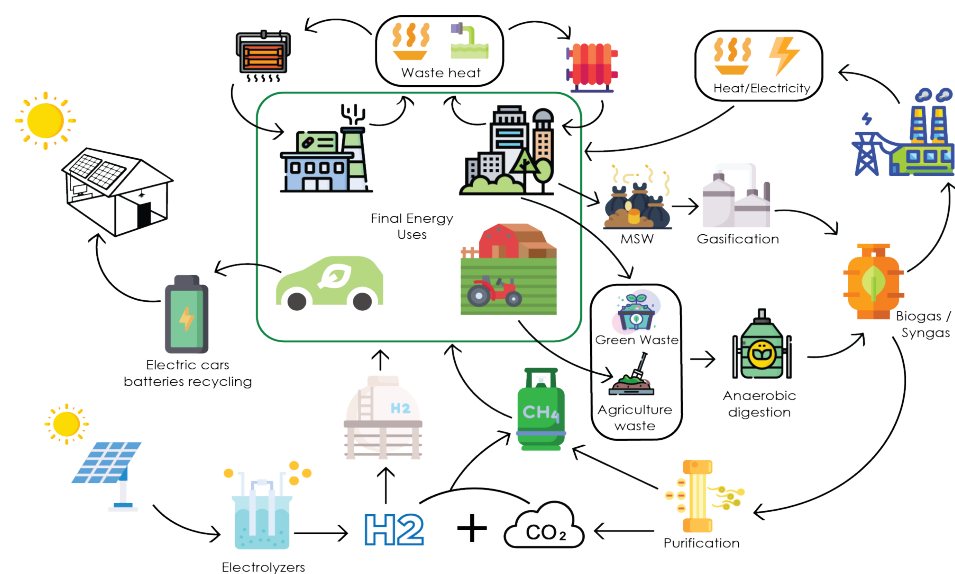 Waste heat
Heat/Electricity
Final Energy
Uses
MSW
Gasification
Biogas /
Syngas
Green Waste
Agriculture
waste
Anaerobic
digestion
Electric cars
batteries recycling
H2
CH4
H2
+
CO2
Purification
Electrolyzers